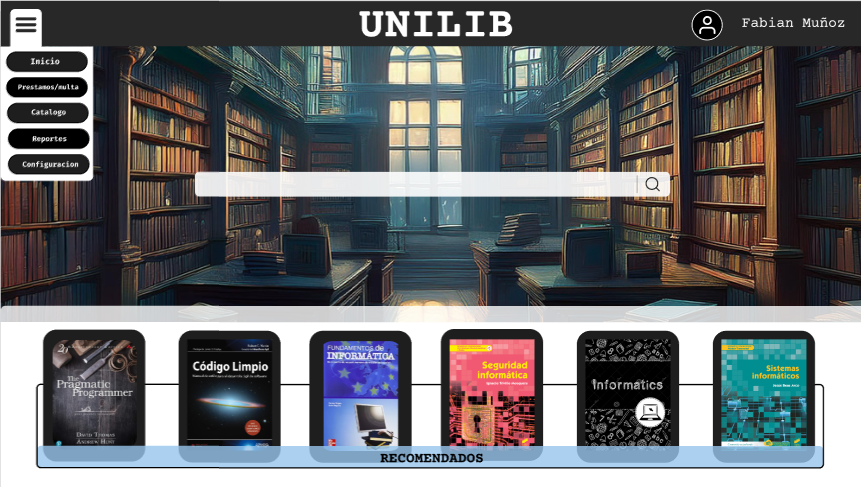 UNILIB
Fabian Muñoz
Inicio
Prestamos/multa
Catalogo
Reportes
Configuracion
The
Pragmatic
Programmer
DAVID THOMAS
ANDREW HUNT
Código Limpio
FUNDAMENTOS DE
INFORMÁTICA
Seguridad
informática
Informatics
Sistemas
informáticos
RECOMENDADOS